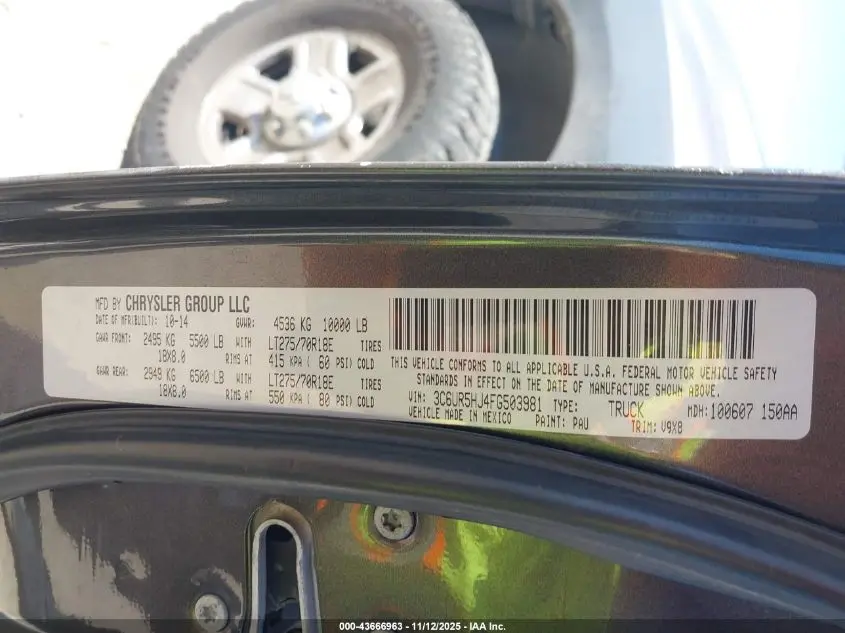 MFD BY CHRYSLER GROUP LLC
DATE OF MFR(BUILT): 10-14 GVWR: 4536 KG 10000 LB
GAWR FRONT: 2495 KG 5500 LB WITH LT275/70R18E TIRES
18X8.0 RIMS AT 415 KPA ( 60 PSI) COLD
GAWR REAR: 2949 KG 6500 LB WITH LT275/70R18E TIRES
18X8.0 RIMS AT 550 KPA ( 80 PSI) COLD
THIS VEHICLE CONFORMS TO ALL APPLICABLE U.S.A. FEDERAL MOTOR VEHICLE SAFETY
STANDARDS IN EFFECT ON THE DATE OF MANUFACTURE SHOWN ABOVE.
VIN: 3C6UR5HJ4FG503981 TYPE: TRUCK MDH: 100607 150AA
VEHICLE MADE IN MEXICO PAINT: PAU TRIM: V9X8
000-43666963 - 11/12/2025 - IAA Inc.